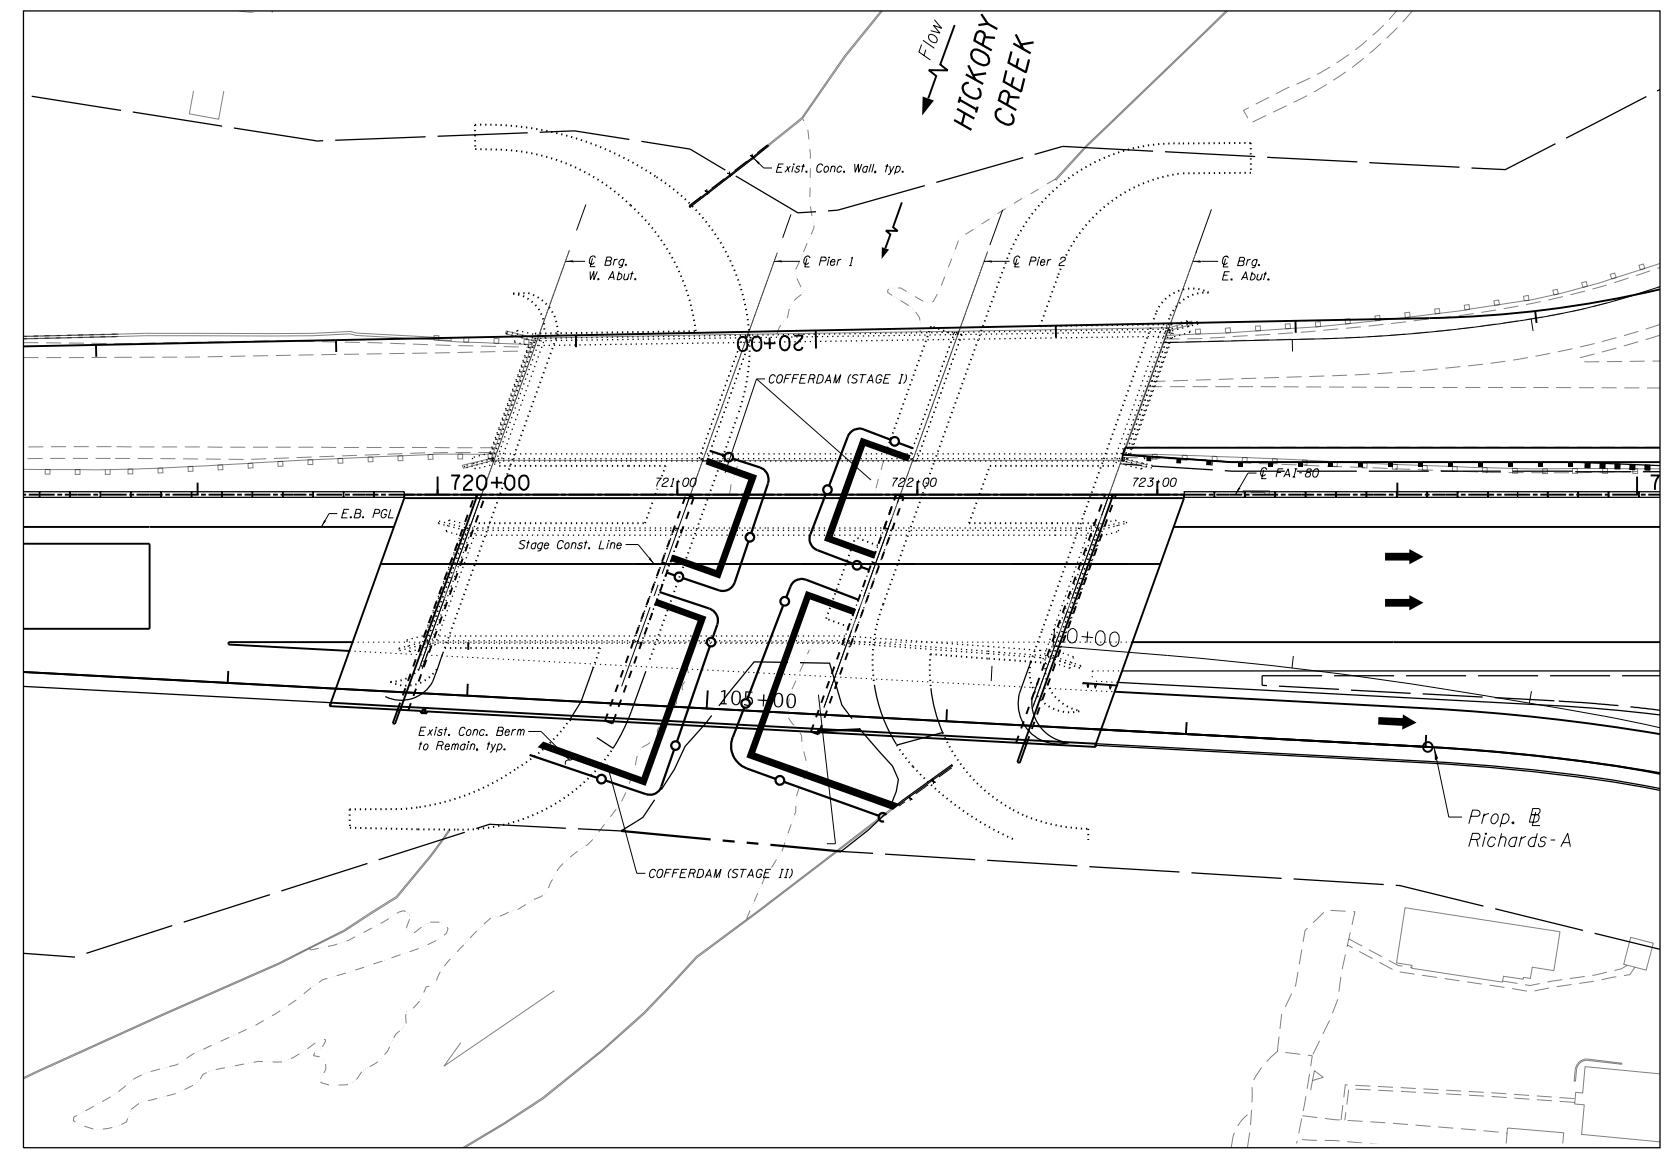 Flow
HICKORY
CREEK
Exist. Conc. Wall, typ.
℄ Brg.
W. Abut.
℄ Pier 1
℄ Pier 2
℄ Brg.
E. Abut.
20+00
COFFERDAM (STAGE I)
720+00
721+00
722+00
723+00
℄ FAI-80
7
E.B. PGL
Stage Const. Line
0+00
105+00
Exist. Conc. Berm
to Remain, typ.
Prop. ⅊
Richards-A
COFFERDAM (STAGE II)